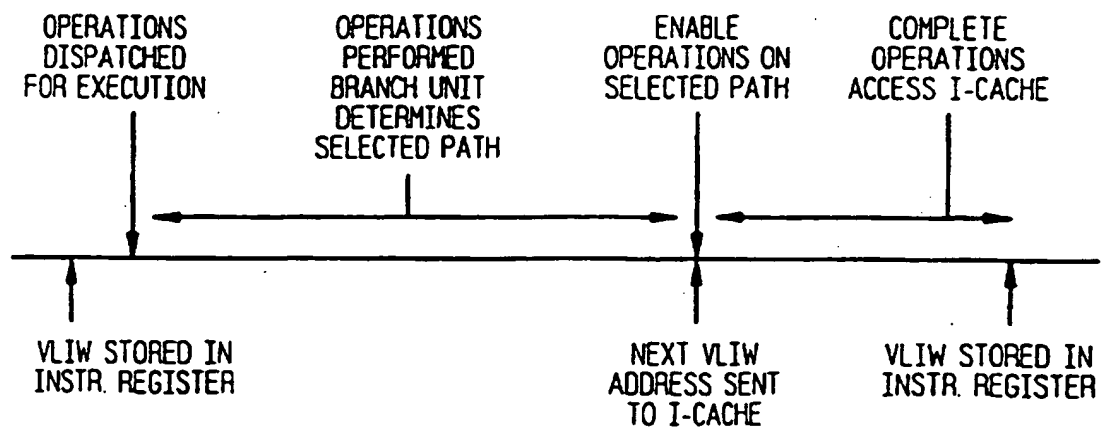 OPERATIONS
DISPATCHED
FOR EXECUTION
OPERATIONS
PERFORMED
BRANCH UNIT
DETERMINES
SELECTED PATH
ENABLE
OPERATIONS ON
SELECTED PATH
COMPLETE
OPERATIONS
ACCESS I-CACHE
VLIW STORED IN
INSTR. REGISTER
NEXT VLIW
ADDRESS SENT
TO I-CACHE
VLIW STORED IN
INSTR. REGISTER